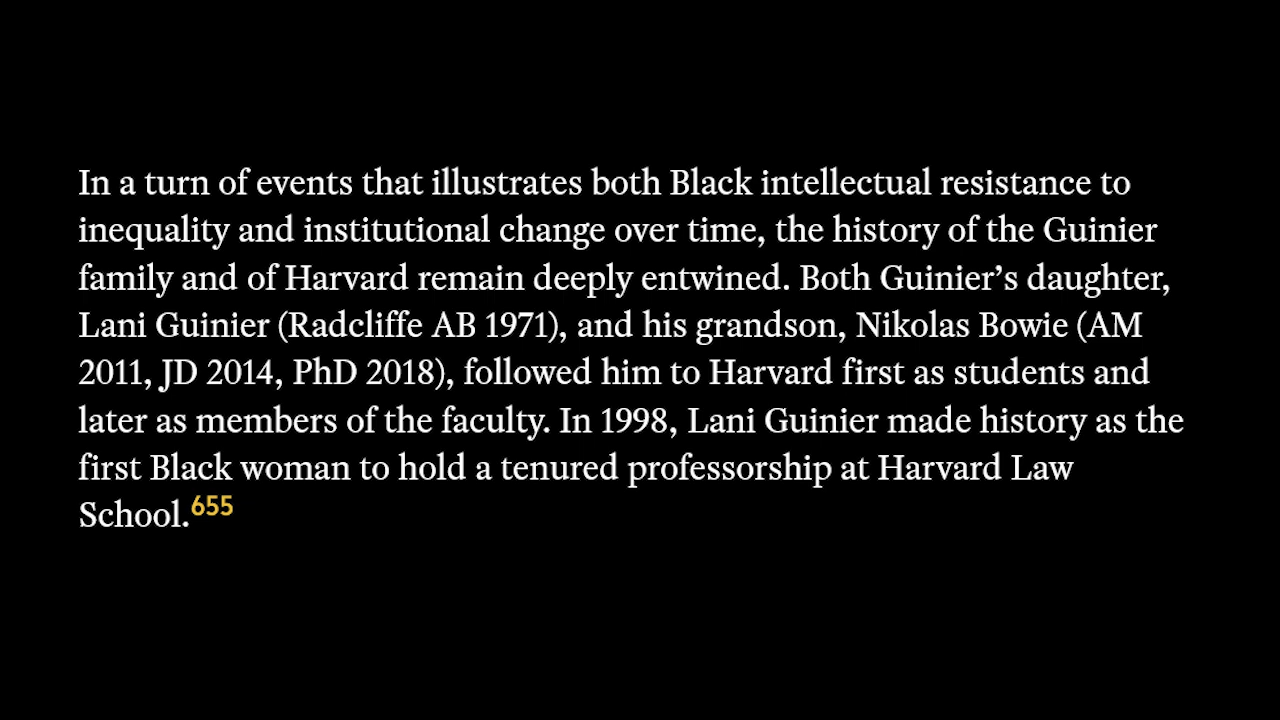 In a turn of events that illustrates both Black intellectual resistance to
inequality and institutional change over time, the history of the Guinier
family and of Harvard remain deeply entwined. Both Guinier’s daughter,
Lani Guinier (Radcliffe AB 1971), and his grandson, Nikolas Bowie (AM
2011, JD 2014, PhD 2018), followed him to Harvard first as students and
later as members of the faculty. In 1998, Lani Guinier made history as the
first Black woman to hold a tenured professorship at Harvard Law
School.655